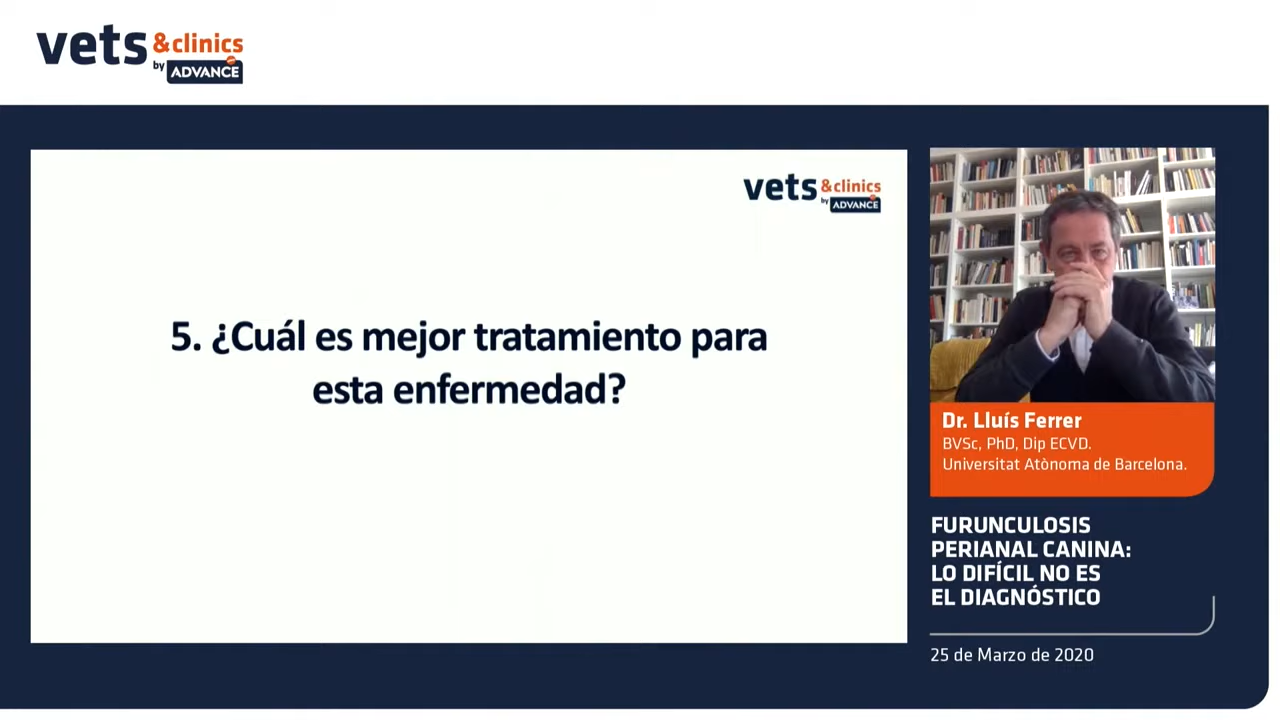 vets &clinics
by ADVANCE
vets &clinics
by ADVANCE
5. ¿Cuál es mejor tratamiento para
esta enfermedad?
Dr. Lluís Ferrer
BVSc, PhD, Dip ECVD.
Universitat Atònoma de Barcelona.
FURUNCULOSIS
PERIANAL CANINA:
LO DIFÍCIL NO ES
EL DIAGNÓSTICO
25 de Marzo de 2020